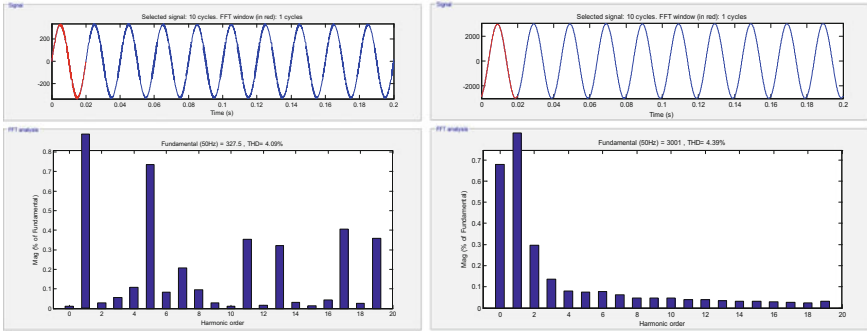 Signal
Selected signal: 10 cycles. FFT window (in red): 1 cycles
200
0
-200
0 0.02 0.04 0.06 0.08 0.1 0.12 0.14 0.16 0.18 0.2
Time (s)
FFT analysis
Fundamental (50Hz) = 327.5 , THD= 4.09%
Mag (% of Fundamental)
0.8
0.7
0.6
0.5
0.4
0.3
0.2
0.1
0
0 2 4 6 8 10 12 14 16 18 20
Harmonic order
Signal
Selected signal: 10 cycles. FFT window (in red): 1 cycles
2000
0
-2000
0 0.02 0.04 0.06 0.08 0.1 0.12 0.14 0.16 0.18 0.2
Time (s)
FFT analysis
Fundamental (50Hz) = 3001 , THD= 4.39%
Mag (% of Fundamental)
0.7
0.6
0.5
0.4
0.3
0.2
0.1
0
0 2 4 6 8 10 12 14 16 18 20
Harmonic order